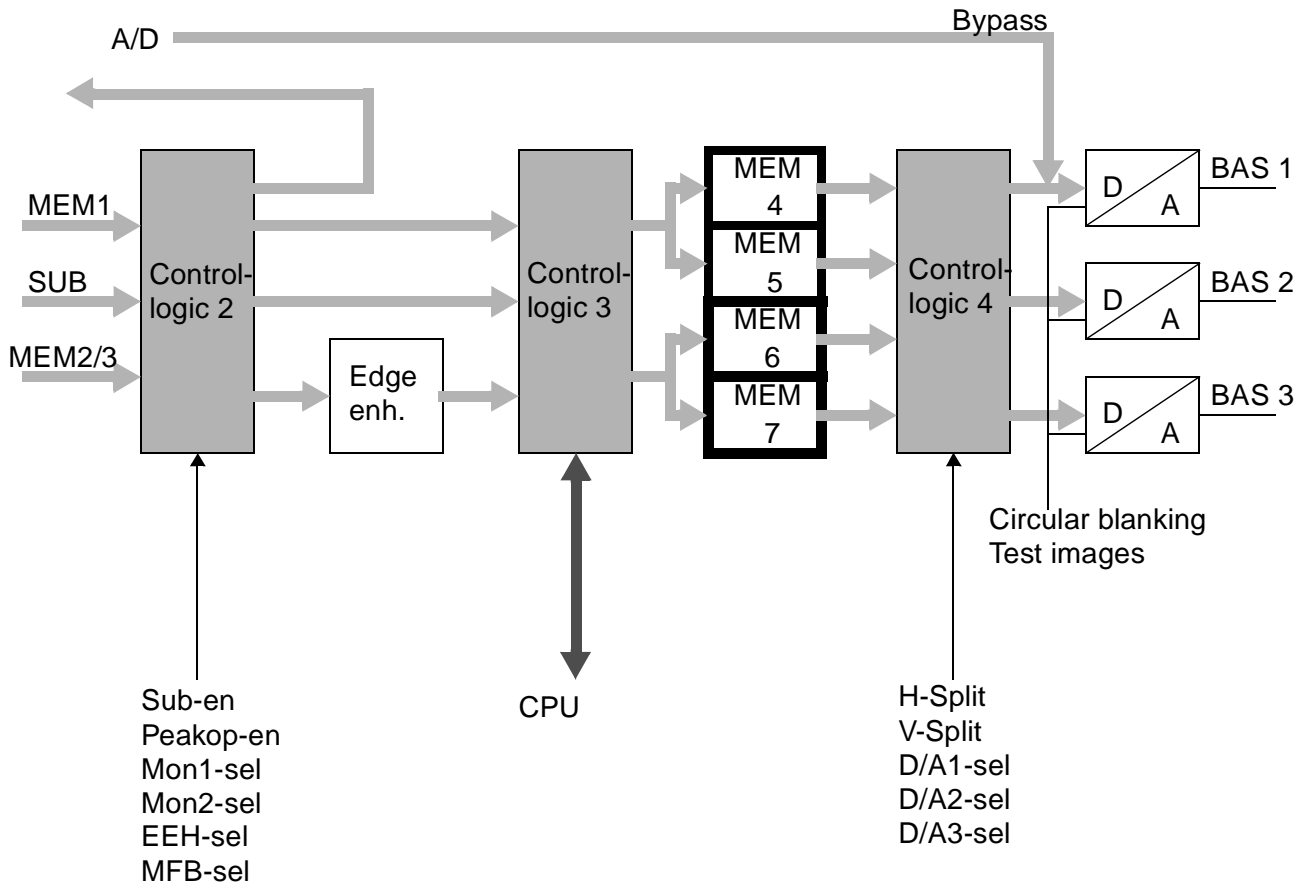 Bypass
A/D
MEM1
SUB
MEM2/3
Control-
logic 2
Edge
enh.
Control-
logic 3
MEM
4
MEM
5
MEM
6
MEM
7
Control-
logic 4
D
A
BAS 1
D
A
BAS 2
D
A
BAS 3
Circular blanking
Test images
Sub-en
Peakop-en
Mon1-sel
Mon2-sel
EEH-sel
MFB-sel
CPU
H-Split
V-Split
D/A1-sel
D/A2-sel
D/A3-sel